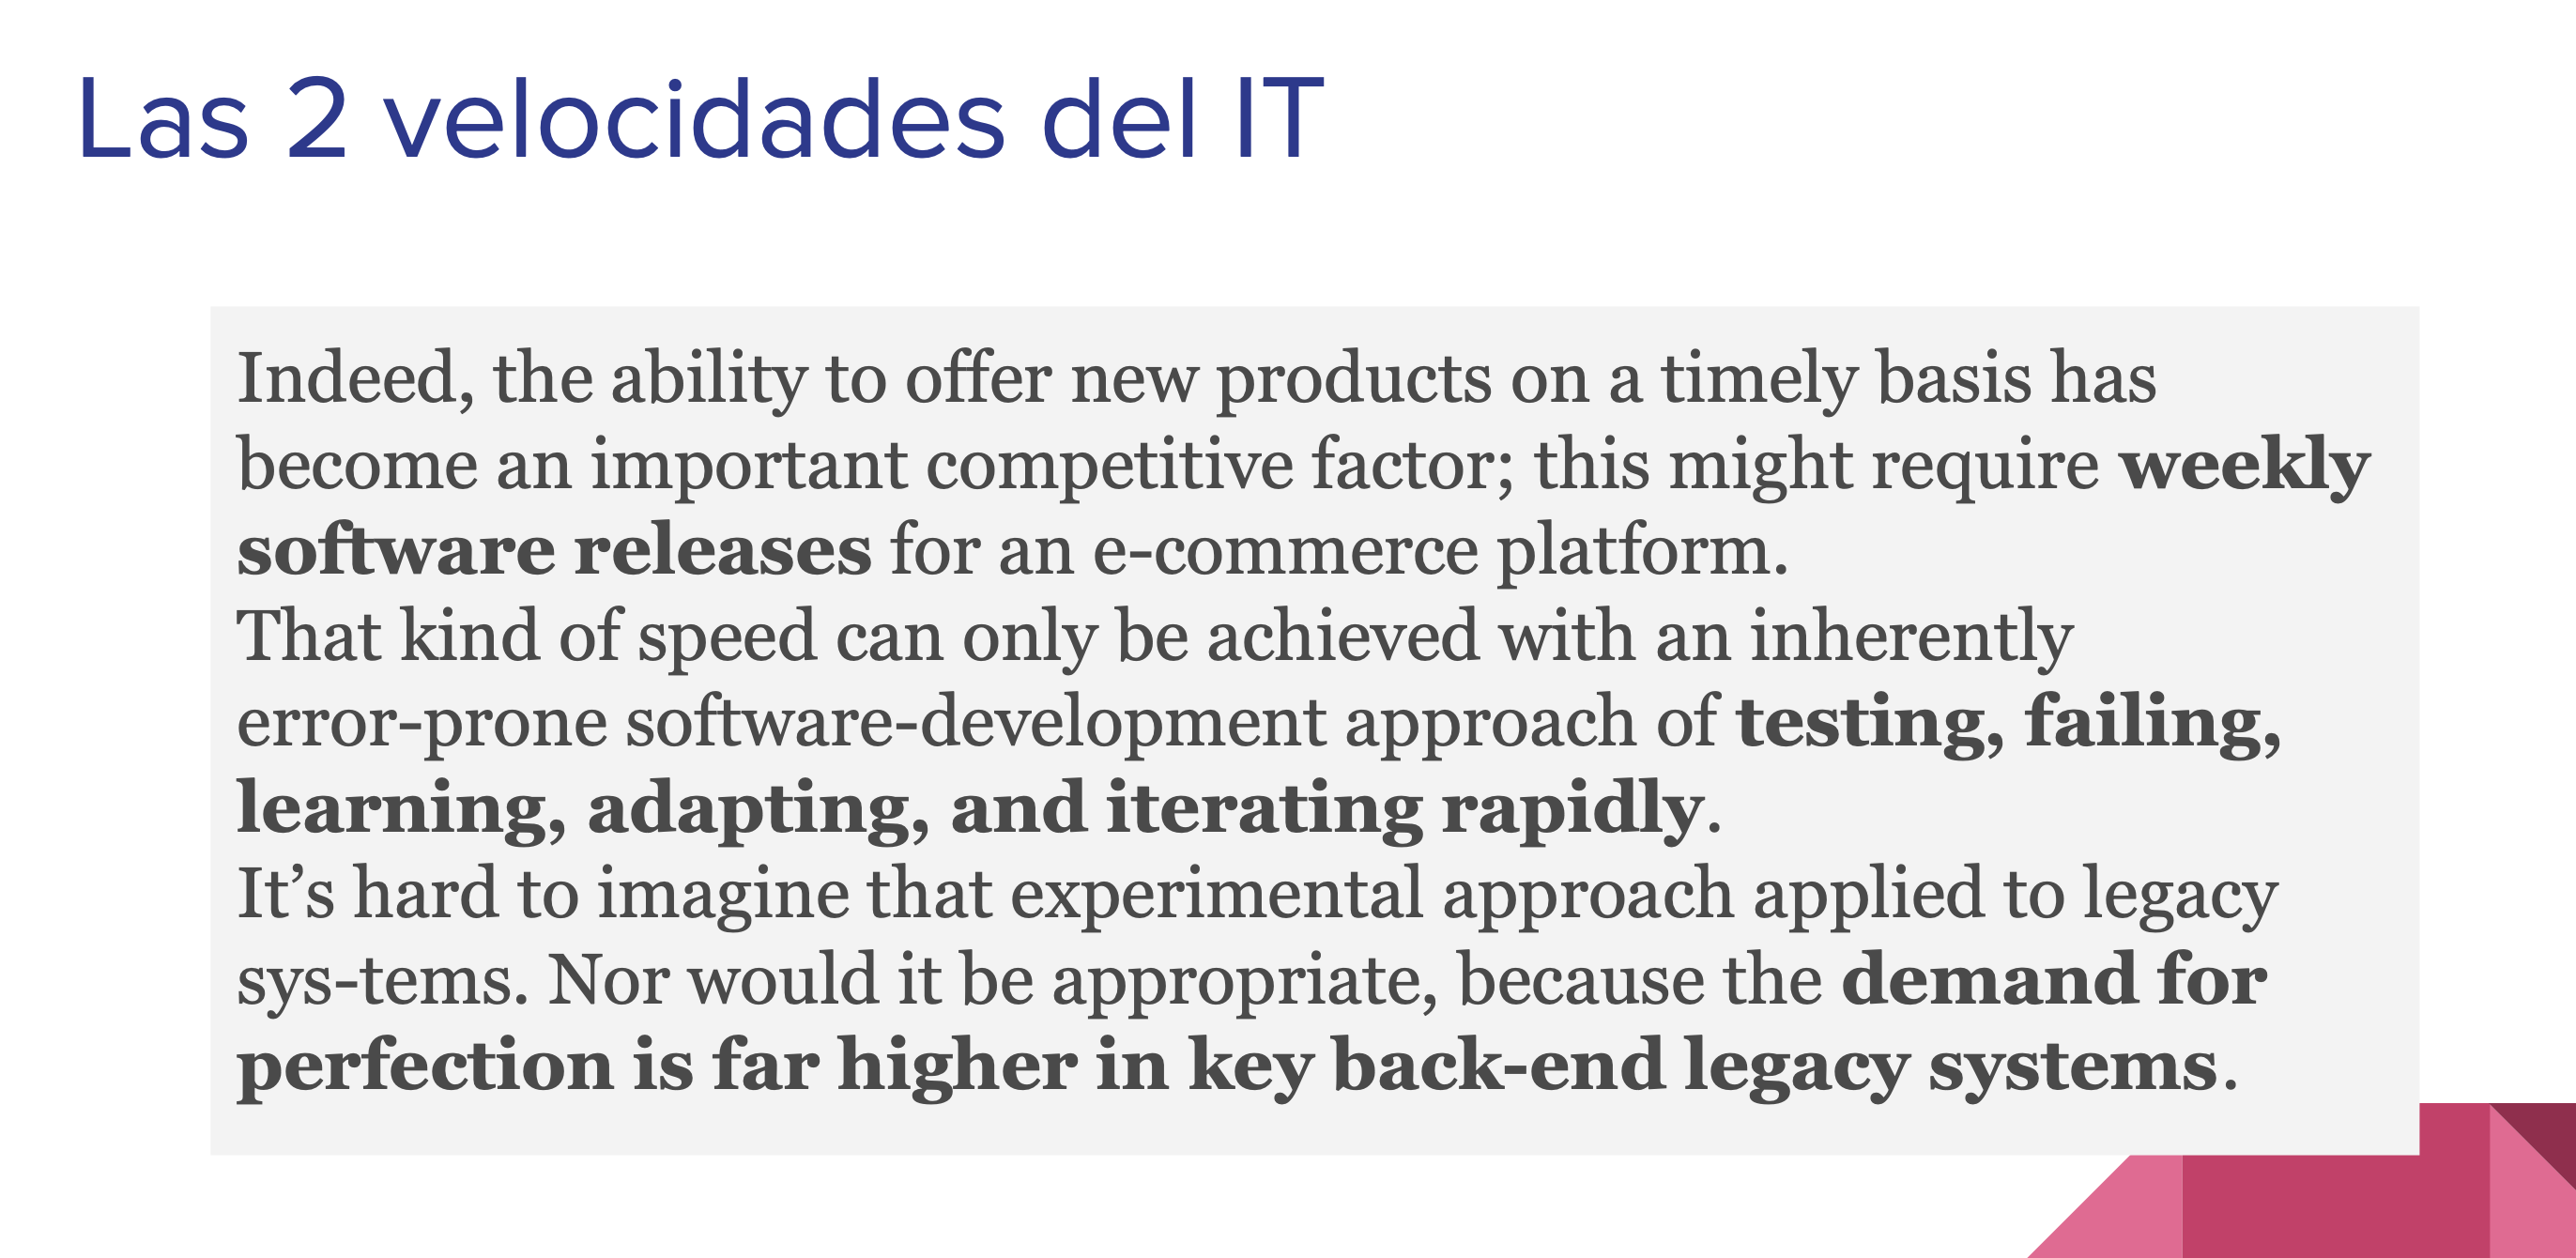 Las 2 velocidades del IT
Indeed, the ability to offer new products on a timely basis has
become an important competitive factor; this might require weekly
software releases for an e-commerce platform.
That kind of speed can only be achieved with an inherently
error-prone software-development approach of testing, failing,
learning, adapting, and iterating rapidly.
It’s hard to imagine that experimental approach applied to legacy
sys-tems. Nor would it be appropriate, because the demand for
perfection is far higher in key back-end legacy systems.